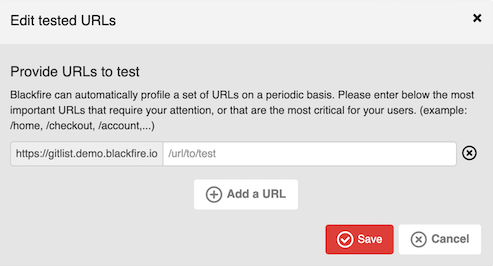 Edit tested URLs
Provide URLs to test
Blackfire can automatically profile a set of URLs on a periodic basis. Please enter below the most
important URLs that require your attention, or that are the most critical for your users. (example:
/home, /checkout, /account,...)
https://gitlist.demo.blackfire.io /url/to/test
Add a URL
Save Cancel